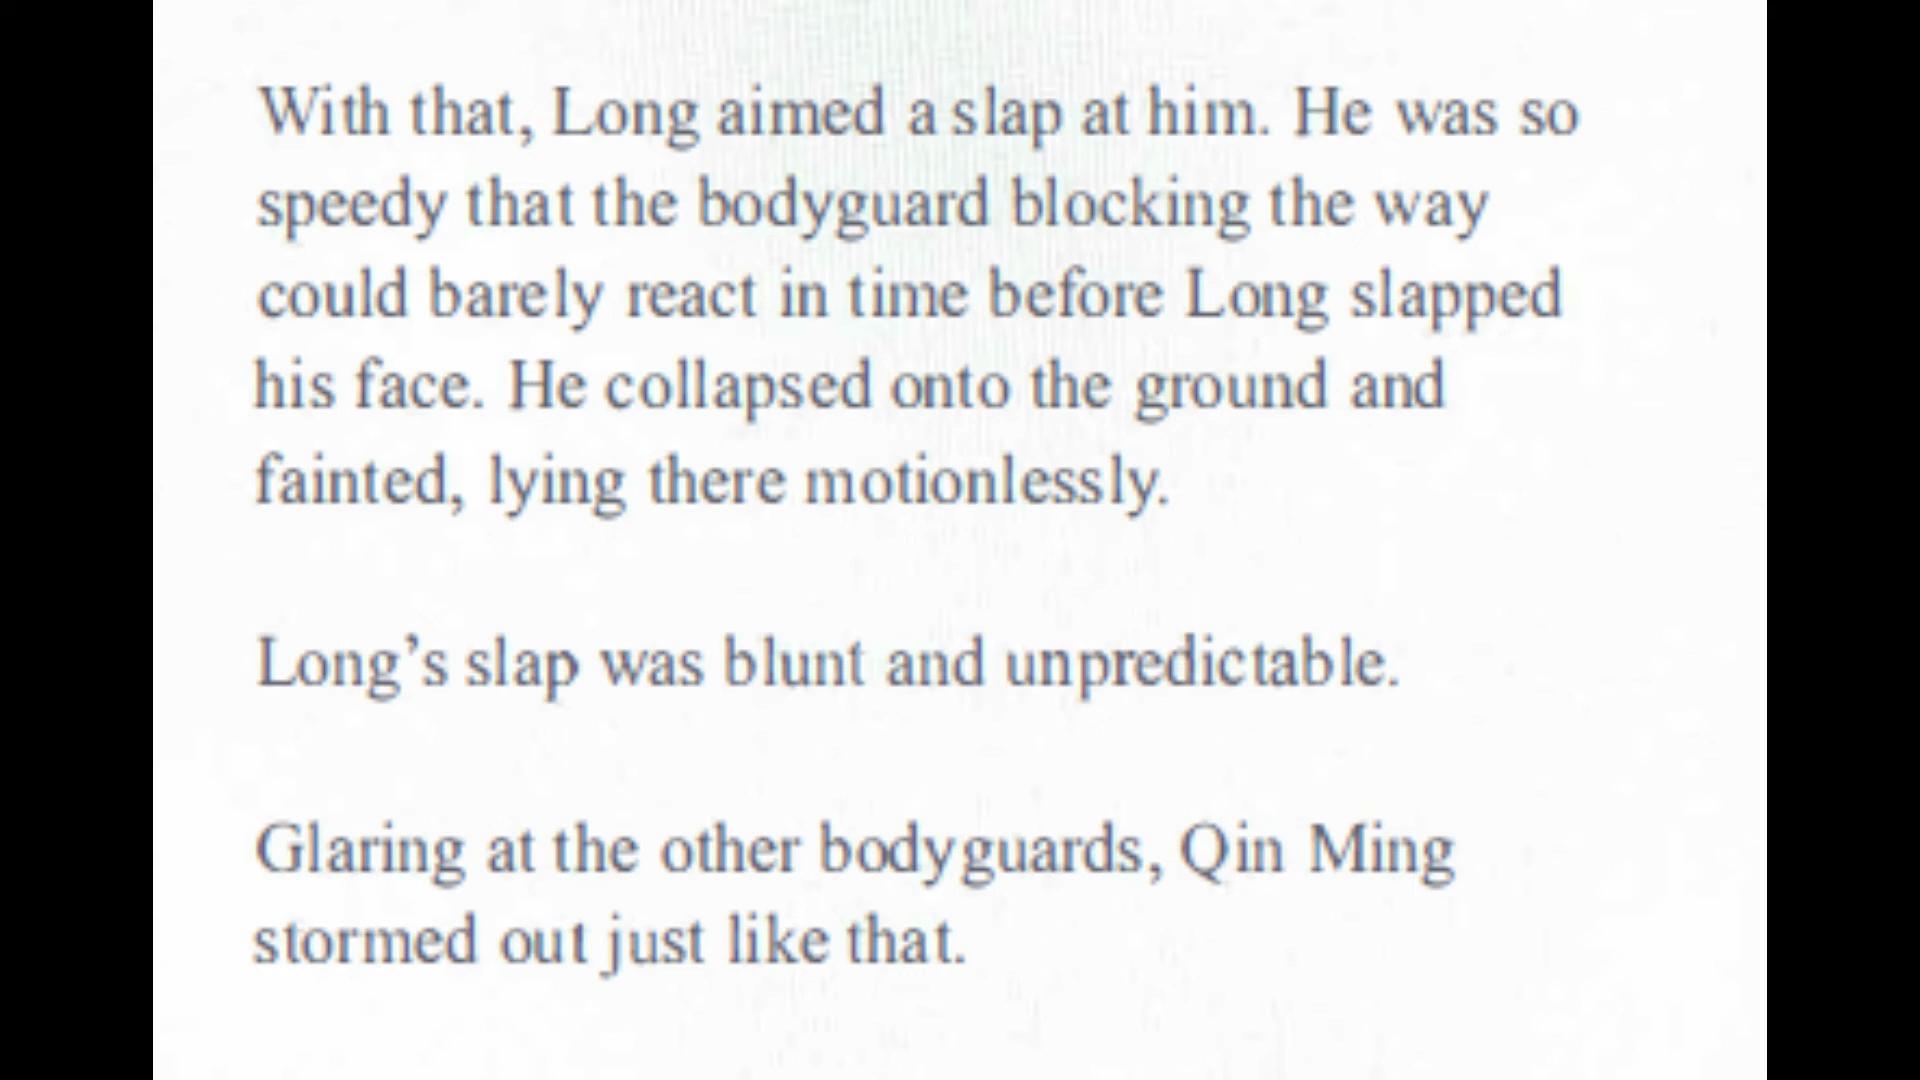 With that, Long aimed a slap at him. He was so
speedy that the bodyguard blocking the way
could barely react in time before Long slapped
his face. He collapsed onto the ground and
fainted, lying there motionlessly.
Long’s slap was blunt and unpredictable.
Glaring at the other bodyguards, Qin Ming
stormed out just like that.